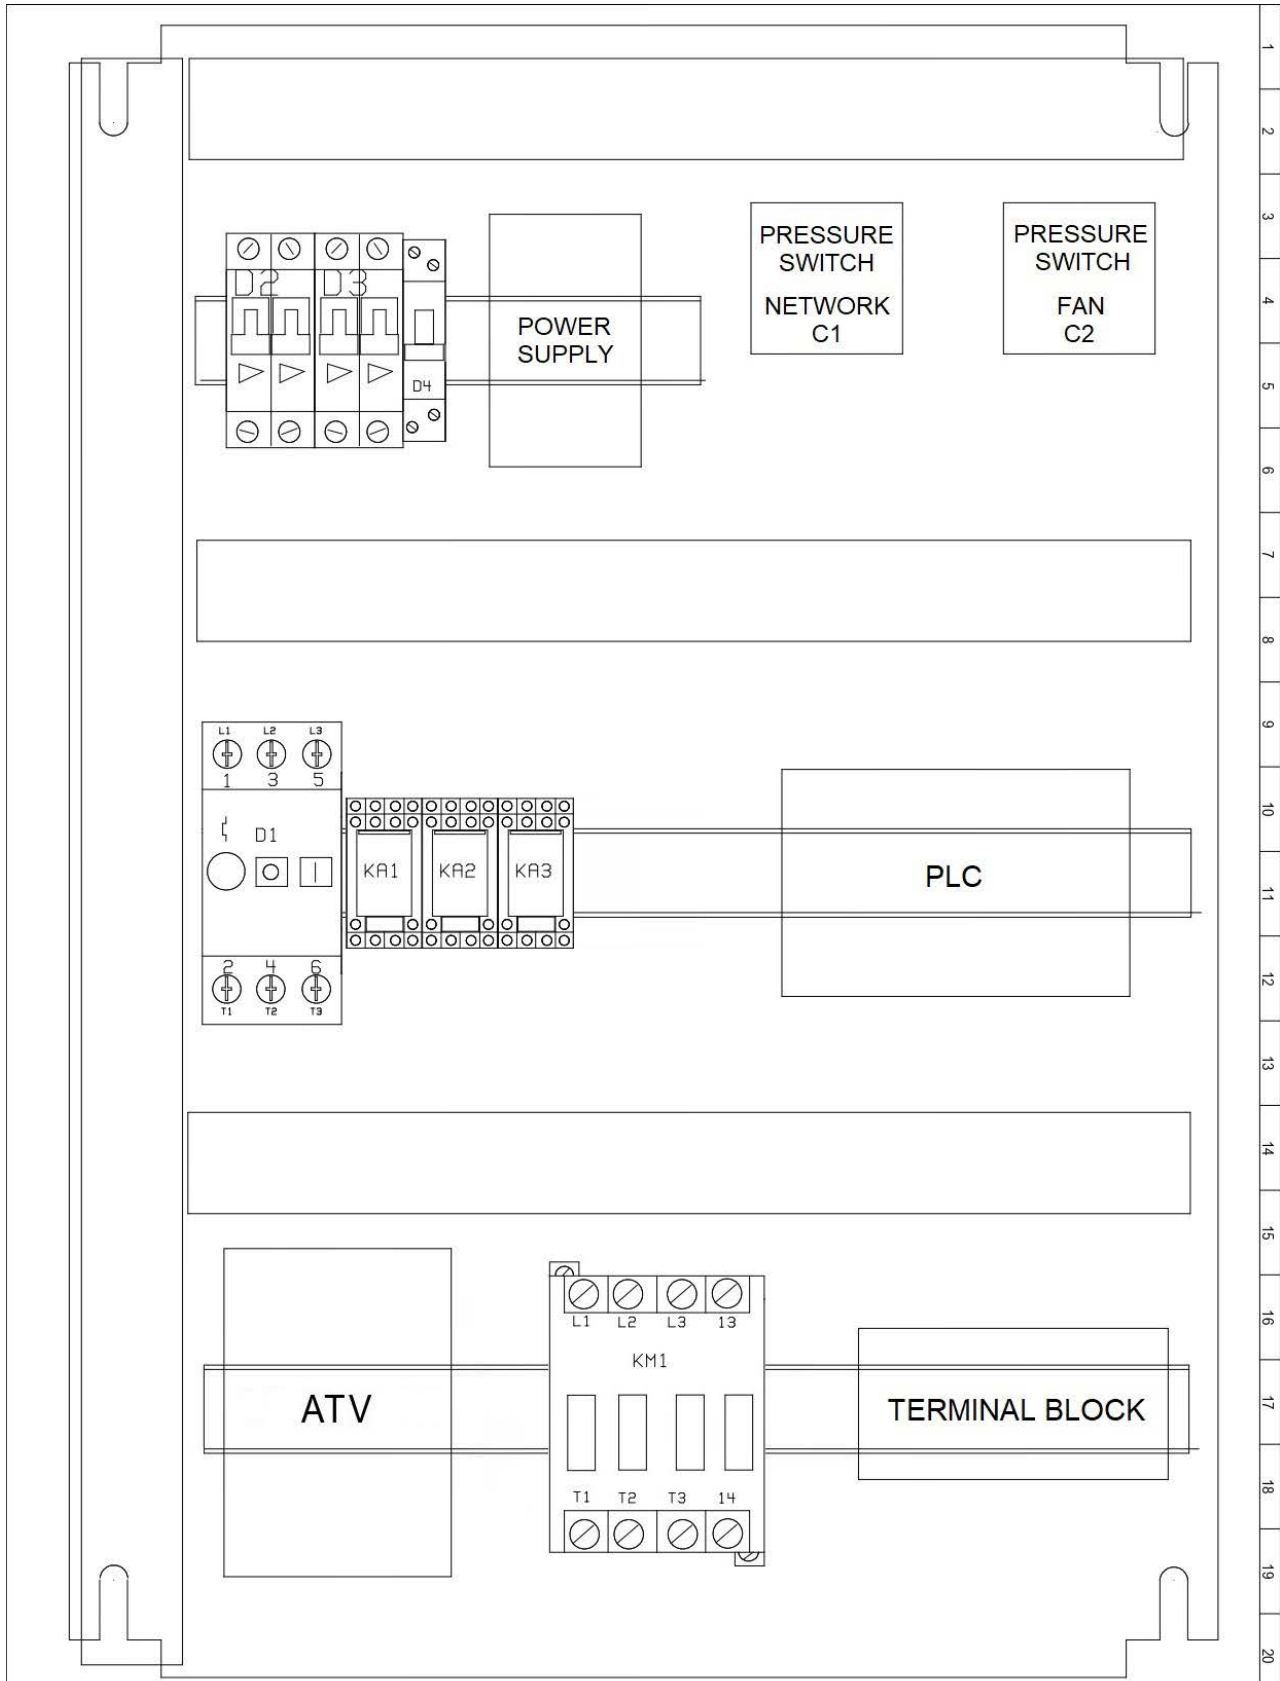 1
2
3
4
5
6
7
8
9
10
11
12
13
14
15
16
17
18
19
20
D2 D3
D4
POWER
SUPPLY
PRESSURE
SWITCH
NETWORK
C1
PRESSURE
SWITCH
FAN
C2
L1 L2 L3
1 3 5
D1
2 4 6
T1 T2 T3
KA1 KA2 KA3
PLC
ATV
L1 L2 L3 13
KM1
T1 T2 T3 14
TERMINAL BLOCK